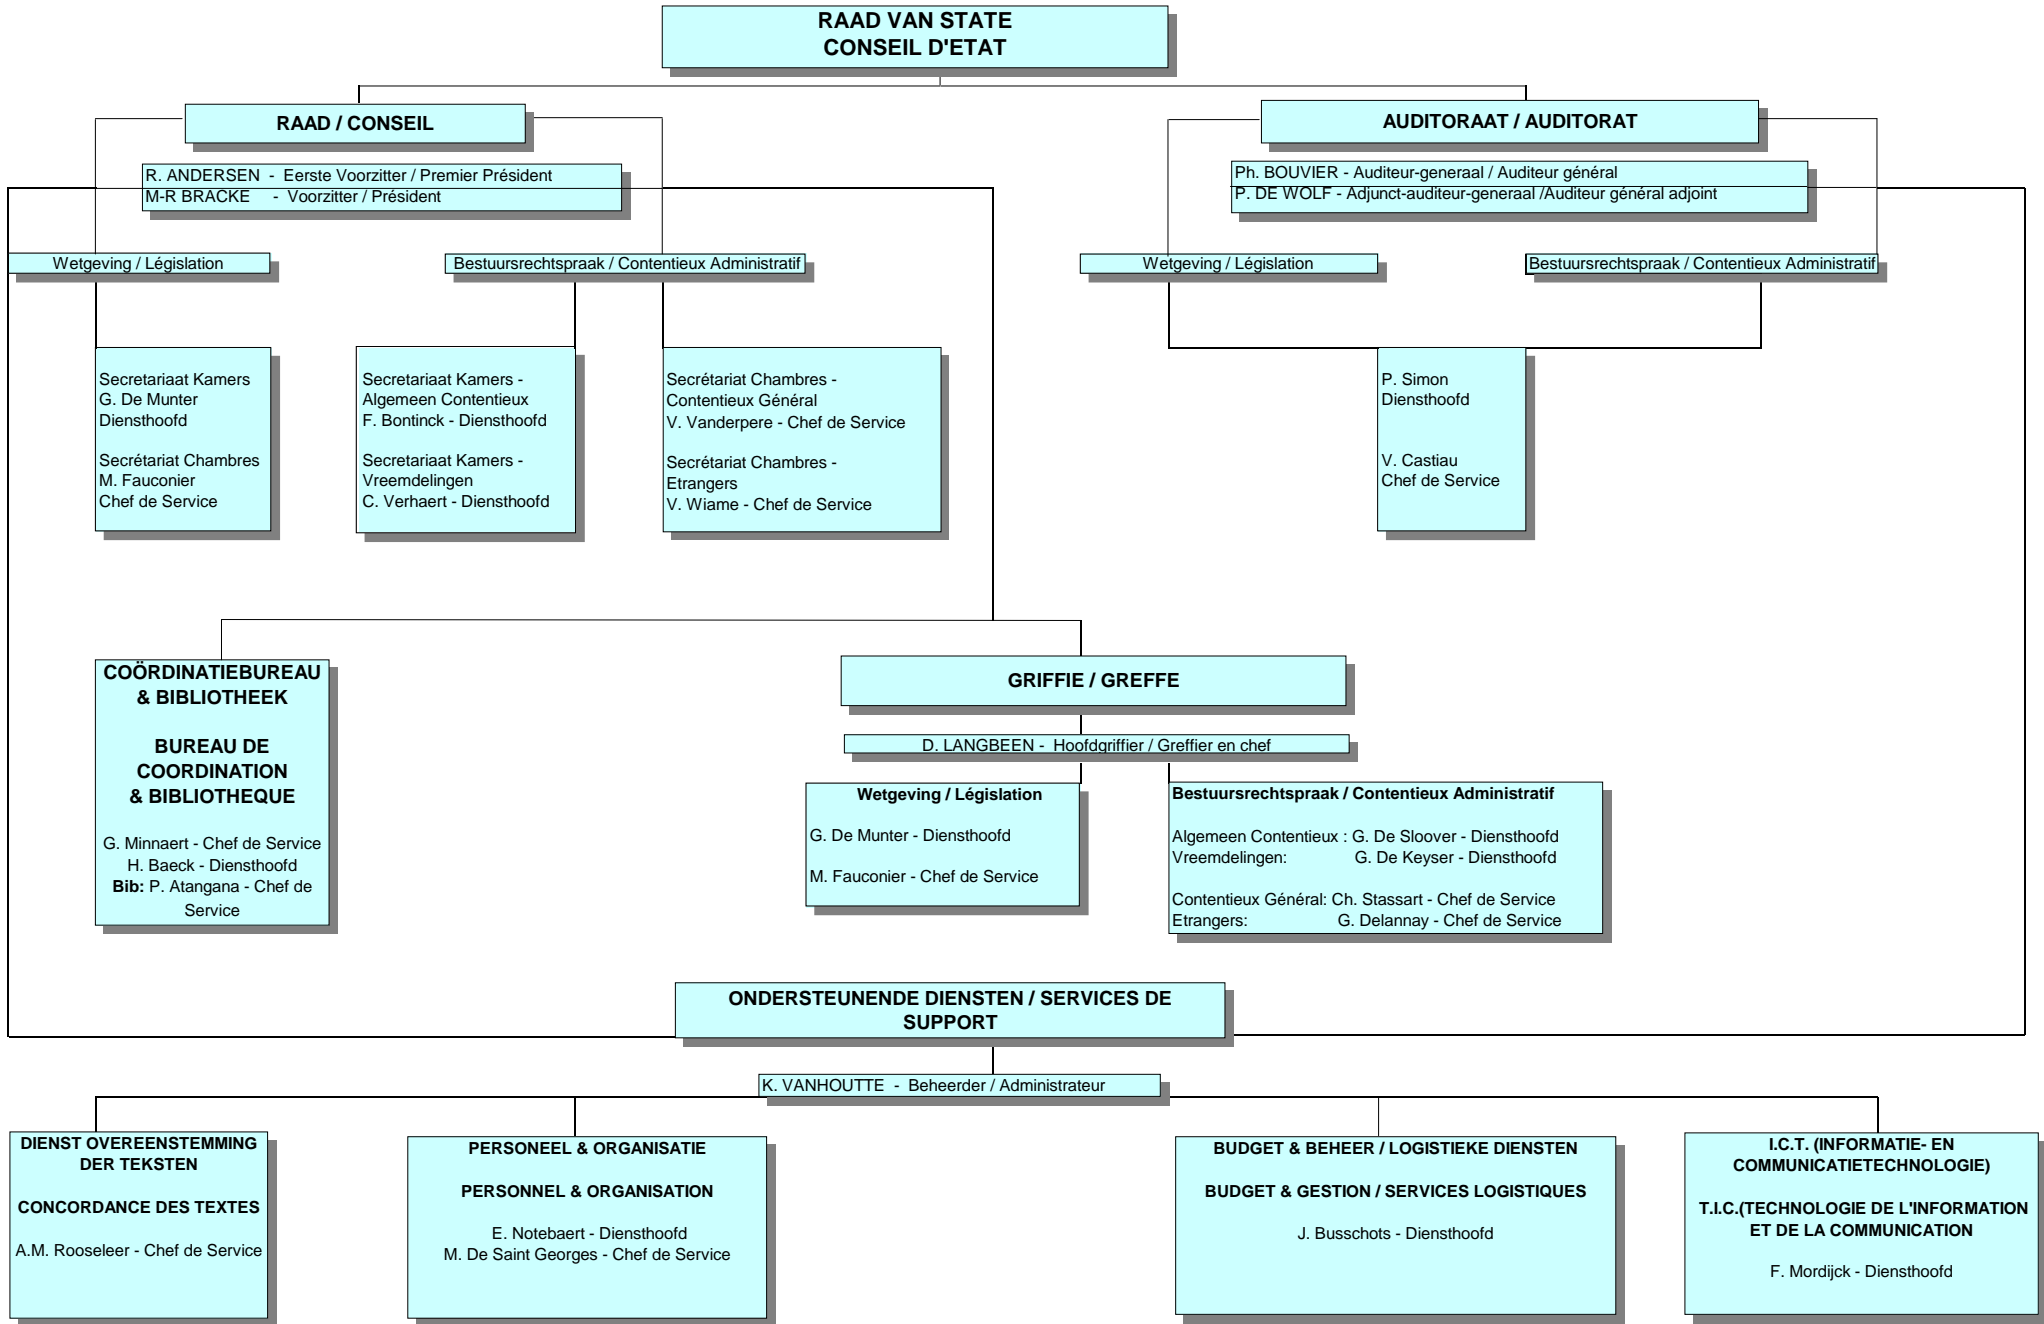 RAAD VAN STATE
CONSEIL D'ETAT
RAAD / CONSEIL
AUDITORAAT / AUDITORAT
R. ANDERSEN - Eerste Voorzitter / Premier Président
M-R BRACKE - Voorzitter / Président
Ph. BOUVIER - Auditeur-generaal / Auditeur général
P. DE WOLF - Adjunct-auditeur-generaal /Auditeur général adjoint
Wetgeving / Législation
Bestuursrechtspraak / Contentieux Administratif
Wetgeving / Législation
Bestuursrechtspraak / Contentieux Administratif
Secretariaat Kamers
G. De Munter
Diensthoofd
Secrétariat Chambres
M. Fauconier
Chef de Service
Secretariaat Kamers -
Algemeen Contentieux
F. Bontinck - Diensthoofd
Secretariaat Kamers -
Vreemdelingen
C. Verhaert - Diensthoofd
Secrétariat Chambres -
Contentieux Général
V. Vanderpere - Chef de Service
Secrétariat Chambres -
Etrangers
V. Wiame - Chef de Service
P. Simon
Diensthoofd
V. Castiau
Chef de Service
COÖRDINATIEBUREAU
& BIBLIOTHEEK
BUREAU DE
COORDINATION
& BIBLIOTHEQUE
G. Minnaert - Chef de Service
H. Baeck - Diensthoofd
Bib: P. Atangana - Chef de
Service
GRIFFIE / GREFFE
D. LANGBEEN - Hoofdgriffier / Greffier en chef
Wetgeving / Législation
G. De Munter - Diensthoofd
M. Fauconier - Chef de Service
Bestuursrechtspraak / Contentieux Administratif
Algemeen Contentieux : G. De Sloover - Diensthoofd
Vreemdelingen: G. De Keyser - Diensthoofd
Contentieux Général: Ch. Stassart - Chef de Service
Etrangers: G. Delannay - Chef de Service
ONDERSTEUNENDE DIENSTEN / SERVICES DE
SUPPORT
K. VANHOUTTE - Beheerder / Administrateur
DIENST OVEREENSTEMMING
DER TEKSTEN
CONCORDANCE DES TEXTES
A.M. Rooseleer - Chef de Service
PERSONEEL & ORGANISATIE
PERSONNEL & ORGANISATION
E. Notebaert - Diensthoofd
M. De Saint Georges - Chef de Service
BUDGET & BEHEER / LOGISTIEKE DIENSTEN
BUDGET & GESTION / SERVICES LOGISTIQUES
J. Busschots - Diensthoofd
I.C.T. (INFORMATIE- EN
COMMUNICATIETECHNOLOGIE)
T.I.C.(TECHNOLOGIE DE L'INFORMATION
ET DE LA COMMUNICATION
F. Mordijck - Diensthoofd